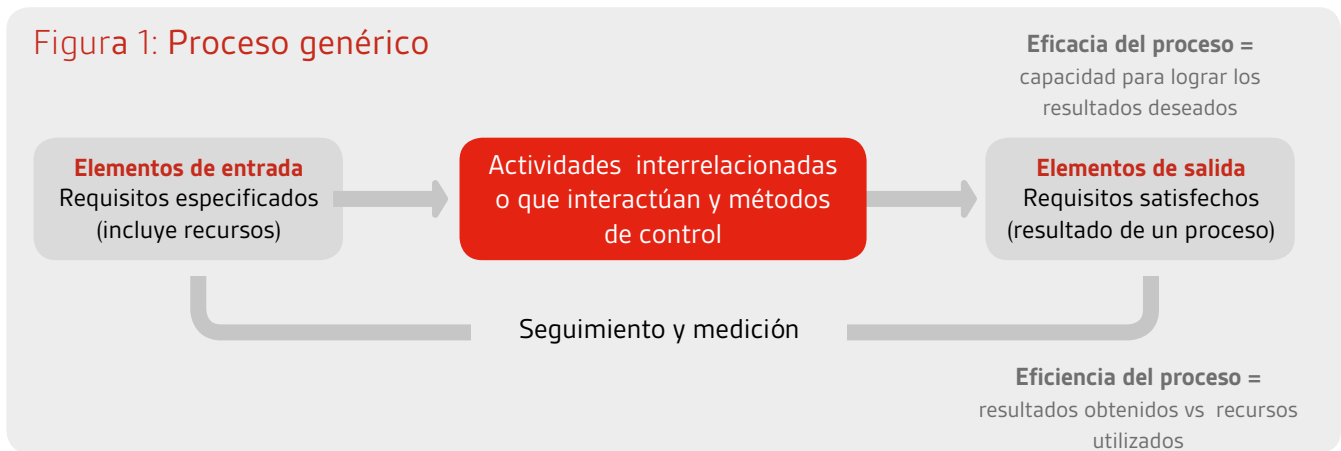 Figura 1: Proceso genérico
Eficacia del proceso =
capacidad para lograr los
resultados deseados
Elementos de entrada
Requisitos especificados
(incluye recursos)
Actividades interrelacionadas
o que interactúan y métodos
de control
Elementos de salida
Requisitos satisfechos
(resultado de un proceso)
Seguimiento y medición
Eficiencia del proceso =
resultados obtenidos vs recursos
utilizados